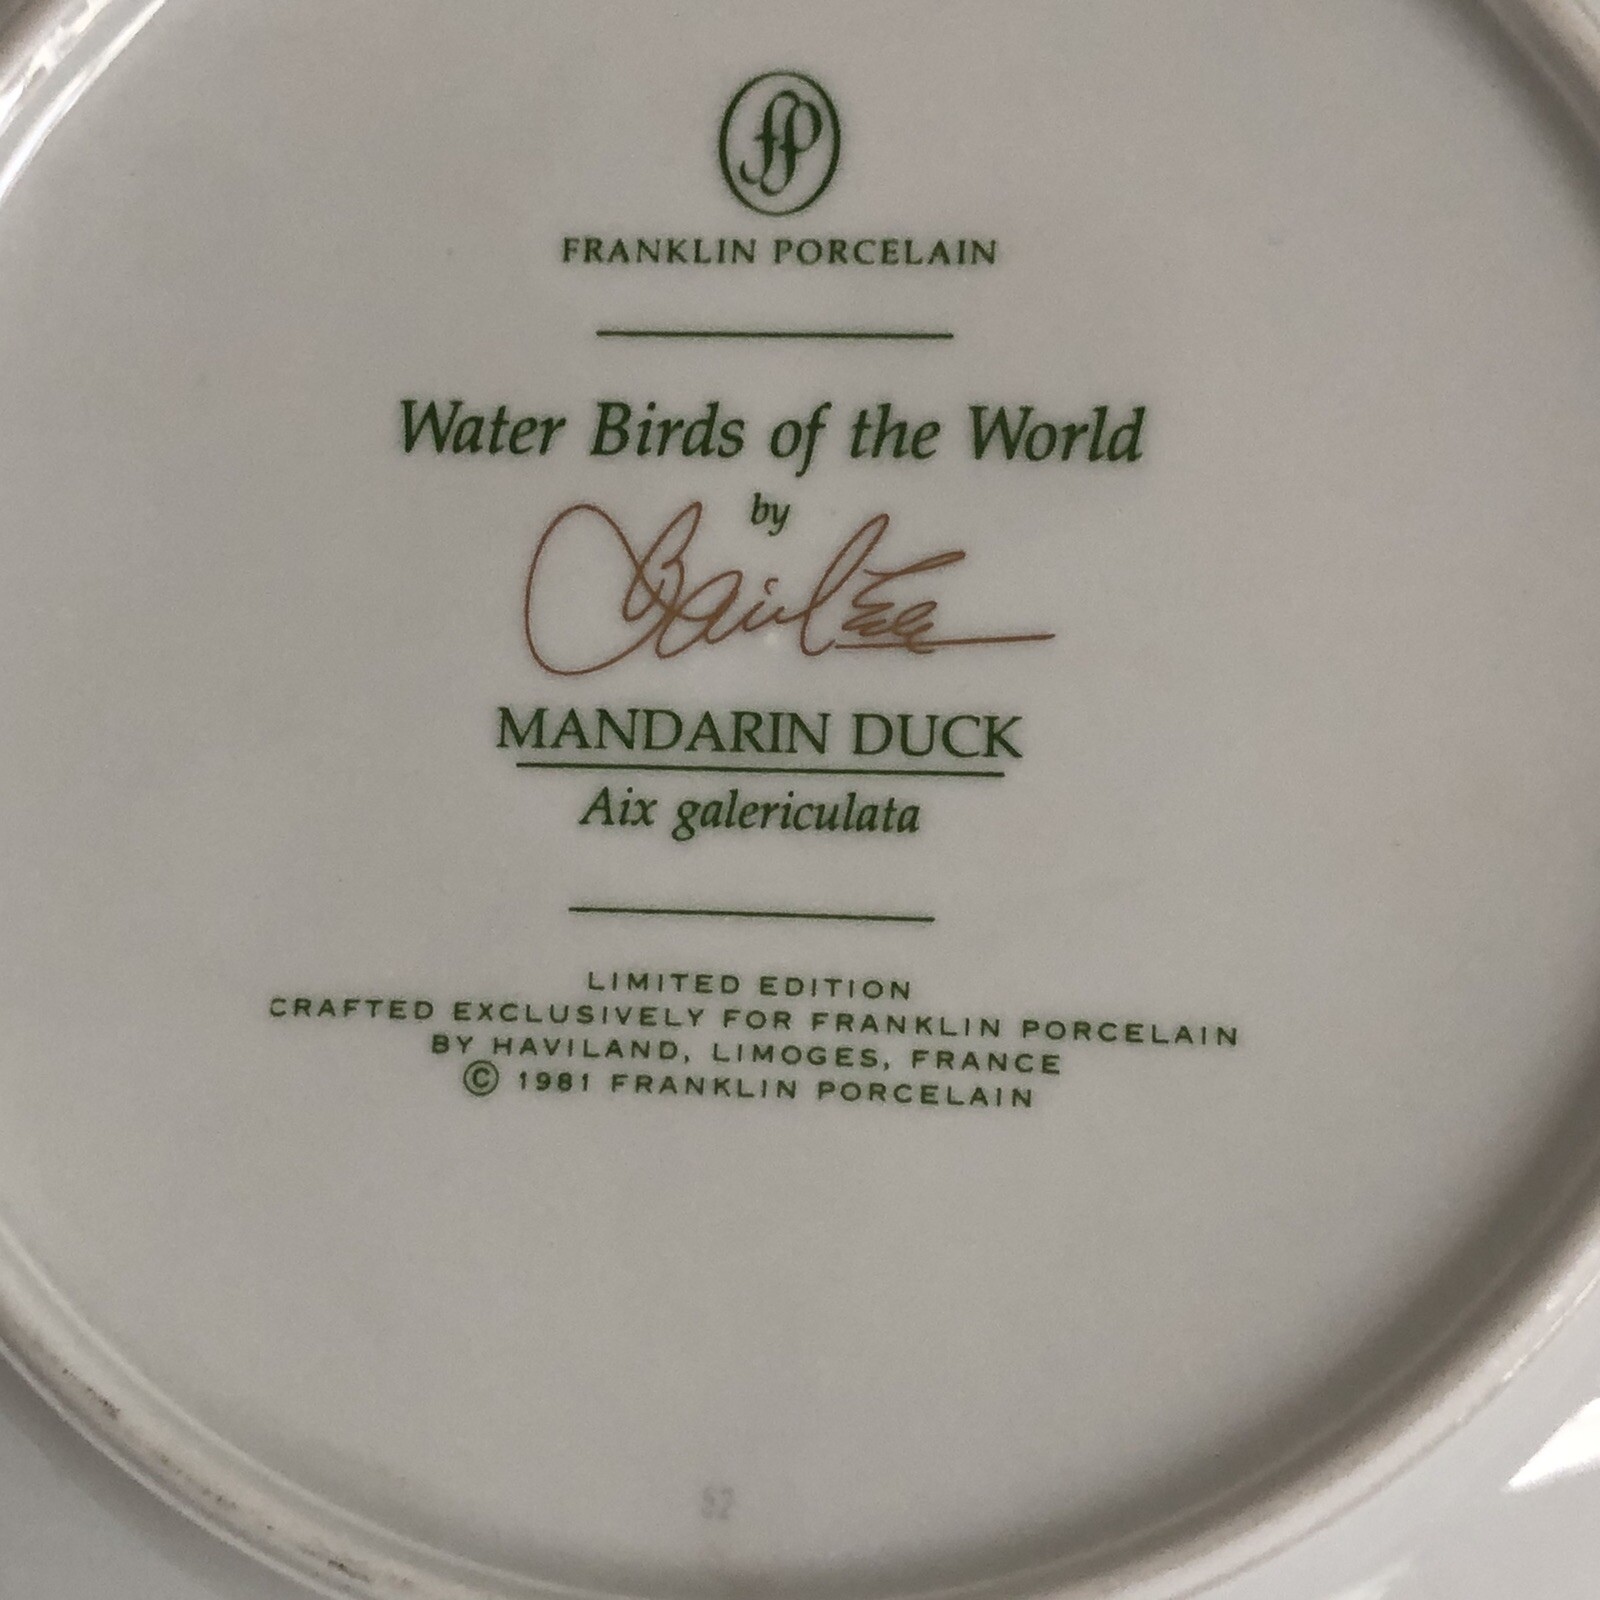 fp
FRANKLIN PORCELAIN
Water Birds of the World
by
MANDARIN DUCK
Aix galericulata
LIMITED EDITION
CRAFTED EXCLUSIVELY FOR FRANKLIN PORCELAIN
BY HAVILAND, LIMOGES, FRANCE
© 1981 FRANKLIN PORCELAIN
52